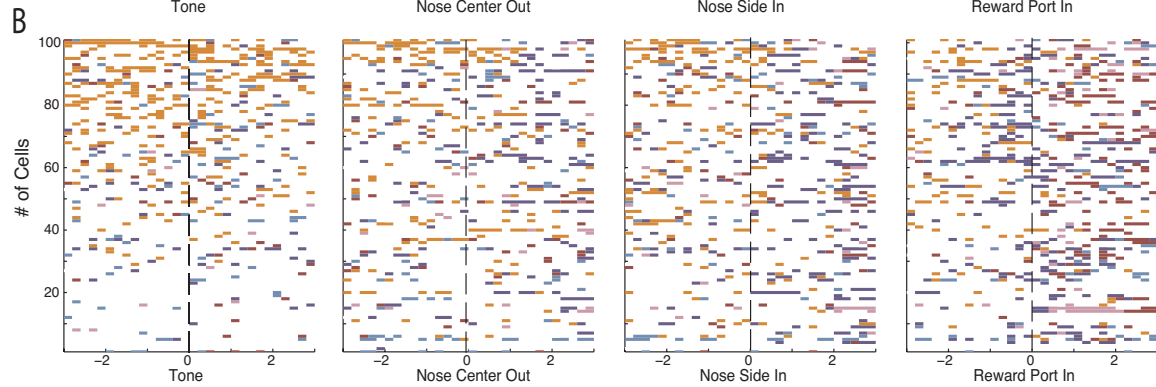 B
Tone Nose Center Out Nose Side In Reward Port In
# of Cells
100
80
60
40
20
−2 0 2 −2 0 2 −2 0 2 −2 0 2
Tone Nose Center Out Nose Side In Reward Port In